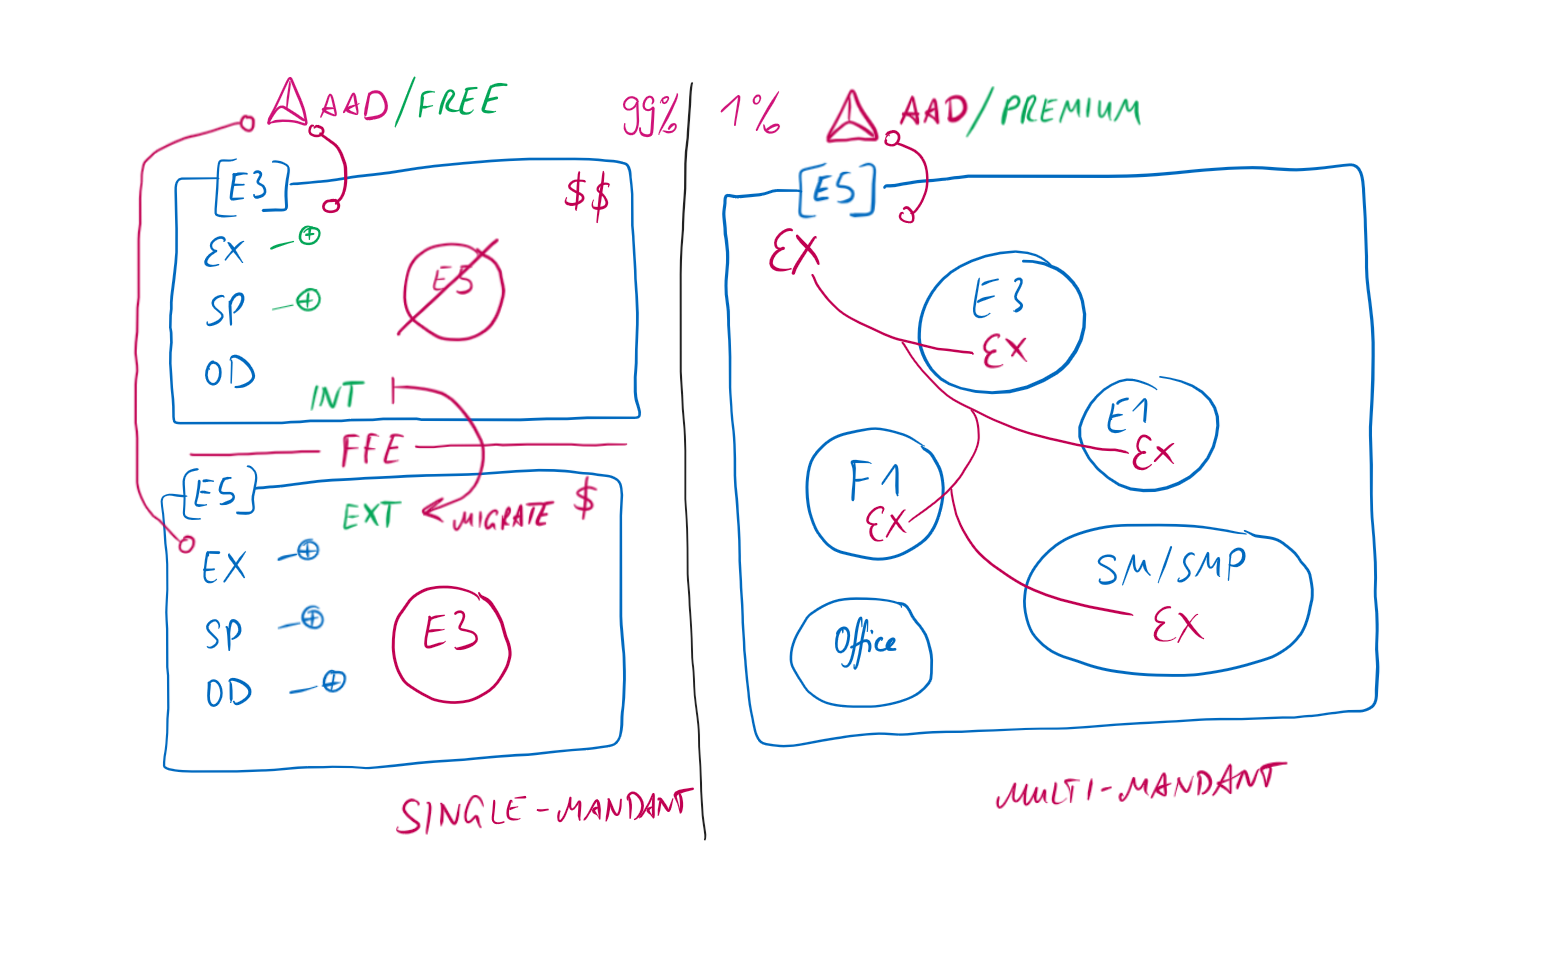 AAD/FREE
99%
[E3]
$$
EX
SP
OD
E5
INT
FFE
[E5]
EXT
MIGRATE
$
EX
SP
OD
E3
SINGLE-MANDANT
1%
AAD/PREMIUM
[E5]
EX
E3
EX
E1
EX
F1
EX
SM/SMP
EX
Office
MULTI-MANDANT